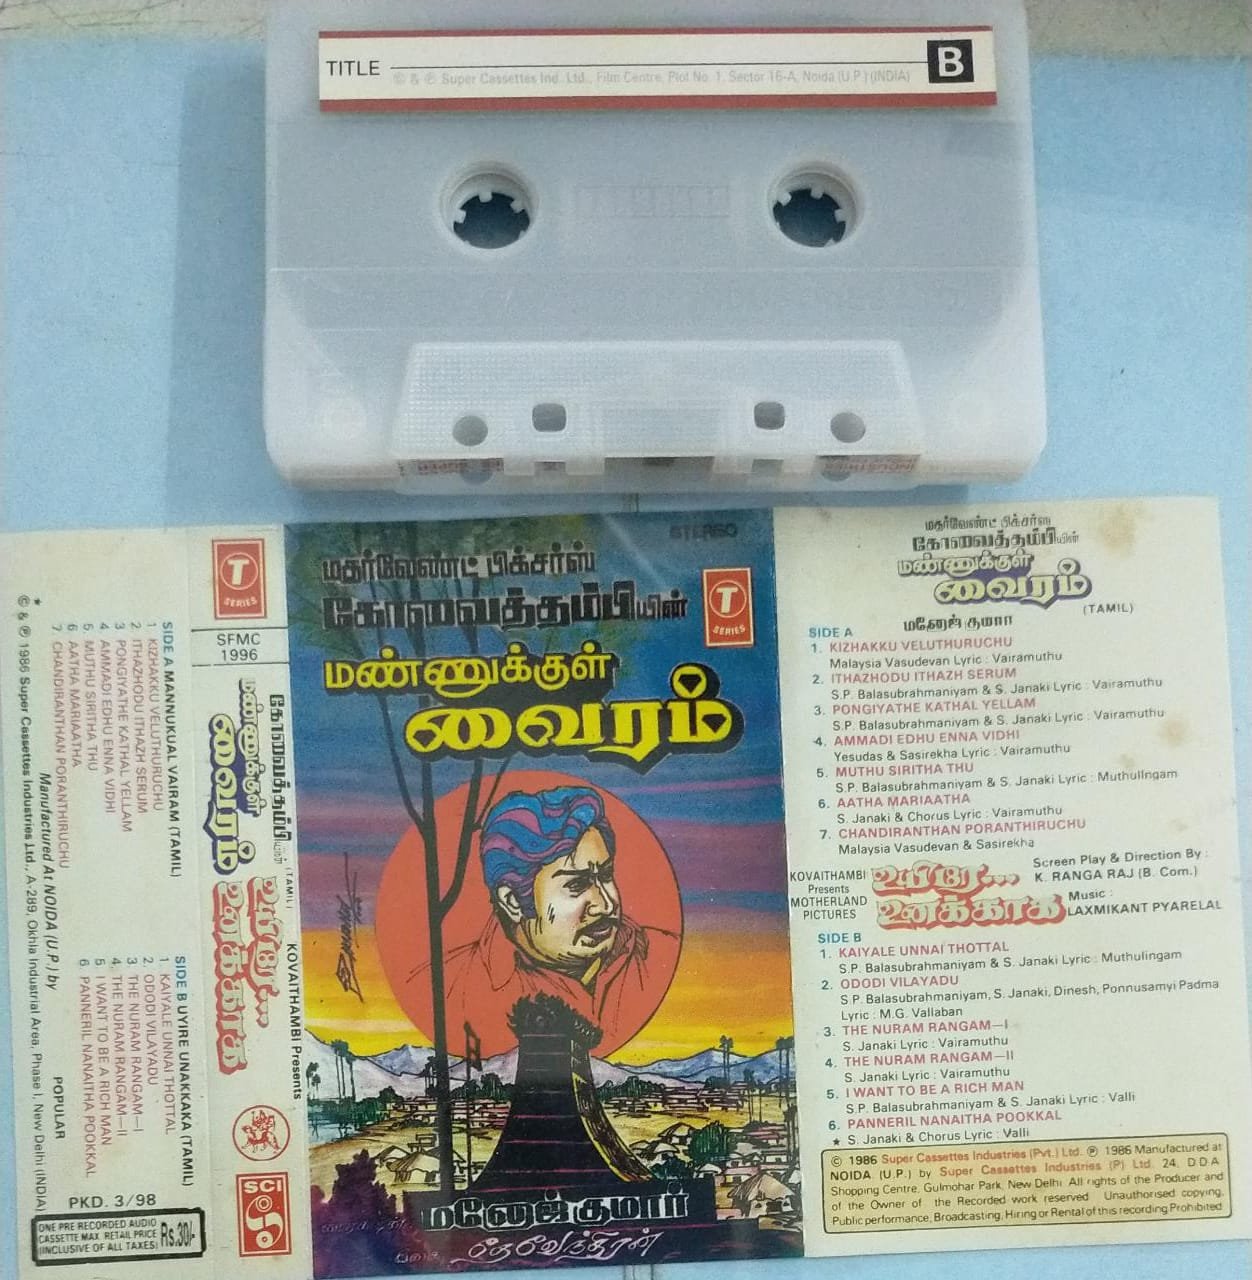 TITLE
© & ℗ Super Cassettes Ind. Ltd., Film Centre, Plot No. 1, Sector 16-A, Noida (U.P.) (INDIA)
B
★
© & ℗ 1986 Super Cassettes Industries Ltd., A-289, Okhla Industrial Area, Phase I, New Delhi (INDIA)
Manufactured At NOIDA (U.P.) by
POPULAR
SIDE A MANNUKUAL VAIRAM (TAMIL)
1 KIZHAKKU VELUTHURUCHU
2 ITHAZHODU ITHAZH SERUM
3 PONGIYATHE KATHAL YELLAM
4 AMMADI EDHU ENNA VIDHI
5 MUTHU SIRITHA THU
6 AATHA MARIAATHA
7 CHANDIRANTHAN PORANTHIRUCHU
SIDE B UYIRE UNAKKAKA (TAMIL)
1 KAIYALE UNNAI THOTTAL
2 ODODI VILAYADU
3 THE NURAM RANGAM—I
4. THE NURAM RANGAM—II
5 I WANT TO BE A RICH MAN
6 PANNERIL NANAITHA POOKKAL
PKD. 3/98
ONE PRE RECORDED AUDIO
CASSETTE MAX RETAIL PRICE
(INCLUSIVE OF ALL TAXES)
Rs.30/-
T
SERIES
SFMC
1996
கோவைத்தம்பியின்
மண்ணுக்குள்
வைரம்
(TAMIL)
உயிரே...
உனக்காக
KOVAITHAMBI Presents
SCI
STEREO
மதர்லேண்ட் பிக்சர்ஸ்
கோவைத்தம்பியின்
T
SERIES
மண்ணுக்குள்
வைரம்
மனோஜ்குமார்
தேவேந்திரன்
மதர்லேண்ட் பிக்சர்ஸ்
கோவைத்தம்பியின்
மண்ணுக்குள்
வைரம்
(TAMIL)
மனோஜ் குமார்
SIDE A
1. KIZHAKKU VELUTHURUCHU
Malaysia Vasudevan Lyric : Vairamuthu
2. ITHAZHODU ITHAZH SERUM
S.P. Balasubrahmaniyam & S. Janaki Lyric : Vairamuthu
3. PONGIYATHE KATHAL YELLAM
S.P. Balasubrahmaniyam & S. Janaki Lyric : Vairamuthu
4. AMMADI EDHU ENNA VIDHI
Yesudas & Sasirekha Lyric : Vairamuthu
5. MUTHU SIRITHA THU
S.P. Balasubrahmaniyam & S. Janaki Lyric : MuthulIngam
6. AATHA MARIAATHA
S. Janaki & Chorus Lyric : Vairamuthu
7. CHANDIRANTHAN PORANTHIRUCHU
Malaysia Vasudevan & Sasirekha
KOVAITHAMBI
Presents
MOTHERLAND
PICTURES
உயிரே...
உனக்காக
Screen Play & Direction By :
K. RANGA RAJ (B. Com.)
Music :
LAXMIKANT PYARELAL
SIDE B
1. KAIYALE UNNAI THOTTAL
S.P. Balasubrahmaniyam & S. Janaki Lyric : Muthulingam
2. ODODI VILAYADU
S.P. Balasubrahmaniyam, S. Janaki, Dinesh, Ponnusamyi Padma
Lyric : M.G. Vallaban
3. THE NURAM RANGAM—I
S. Janaki Lyric : Vairamuthu
4. THE NURAM RANGAM—II
S. Janaki Lyric : Vairamuthu
5. I WANT TO BE A RICH MAN
S.P. Balasubrahmaniyam & S. Janaki Lyric : Valli
6. PANNERIL NANAITHA POOKKAL
★ S. Janaki & Chorus Lyric : Valli
© 1986 Super Cassettes Industries (Pvt.) Ltd. ℗ 1986 Manufactured at
NOIDA (U.P.) by Super Cassettes Industries (P) Ltd. 24, D.D.A.
Shopping Centre, Gulmohar Park, New Delhi. All rights of the Producer and
of the Owner of the Recorded work reserved Unauthorised copying,
Public performance, Broadcasting, Hiring or Rental of this recording Prohibited